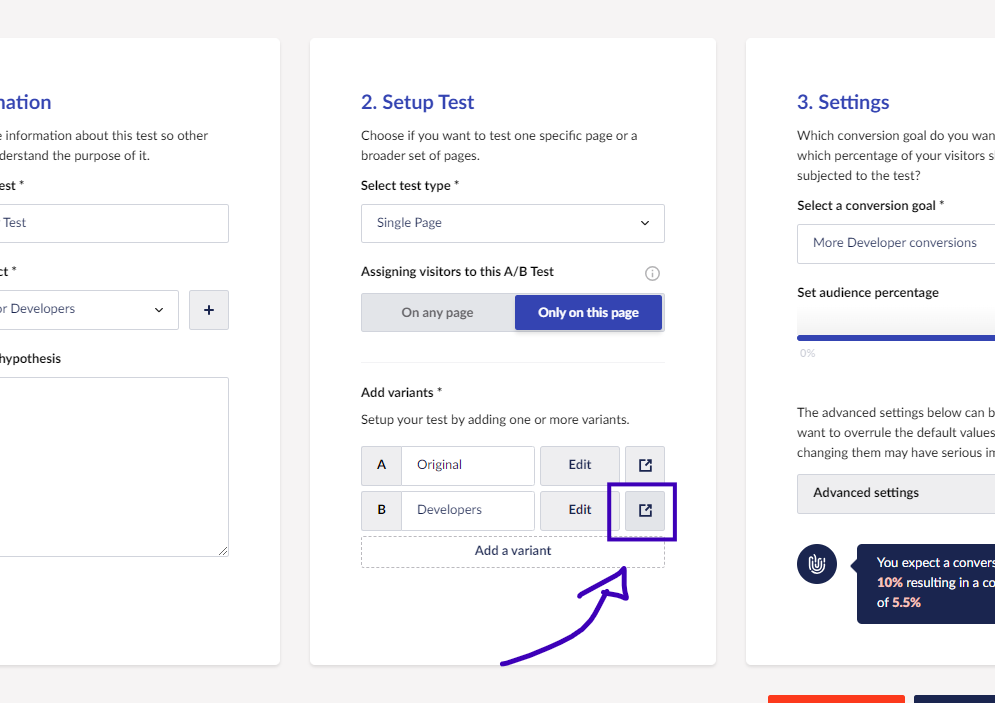 nation
e information about this test so other
derstand the purpose of it.
est *
Test
ct *
or Developers
+
hypothesis
2. Setup Test
Choose if you want to test one specific page or a
broader set of pages.
Select test type *
Single Page
Assigning visitors to this A/B Test
On any page
Only on this page
Add variants *
Setup your test by adding one or more variants.
A Original Edit
B Developers Edit
Add a variant
3. Settings
Which conversion goal do you wan
which percentage of your visitors s
subjected to the test?
Select a conversion goal *
More Developer conversions
Set audience percentage
0%
The advanced settings below can b
want to overrule the default values
changing them may have serious im
Advanced settings
You expect a convers
10% resulting in a co
of 5.5%